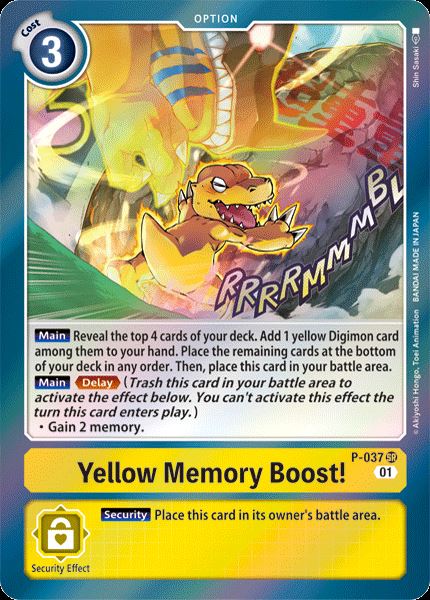 OPTION
Cost
3
Shin Sasaki
RRRRRMMMMBL
Main Reveal the top 4 cards of your deck. Add 1 yellow Digimon card
among them to your hand. Place the remaining cards at the bottom
of your deck in any order. Then, place this card in your battle area.
Main Delay (Trash this card in your battle area to
activate the effect below. You can't activate this effect the
turn this card enters play.)
・Gain 2 memory.
©Akiyoshi Hongo, Toei Animation BANDAI MADE IN JAPAN
P-037 SR
Yellow Memory Boost!
01
Security Place this card in its owner's battle area.
Security Effect